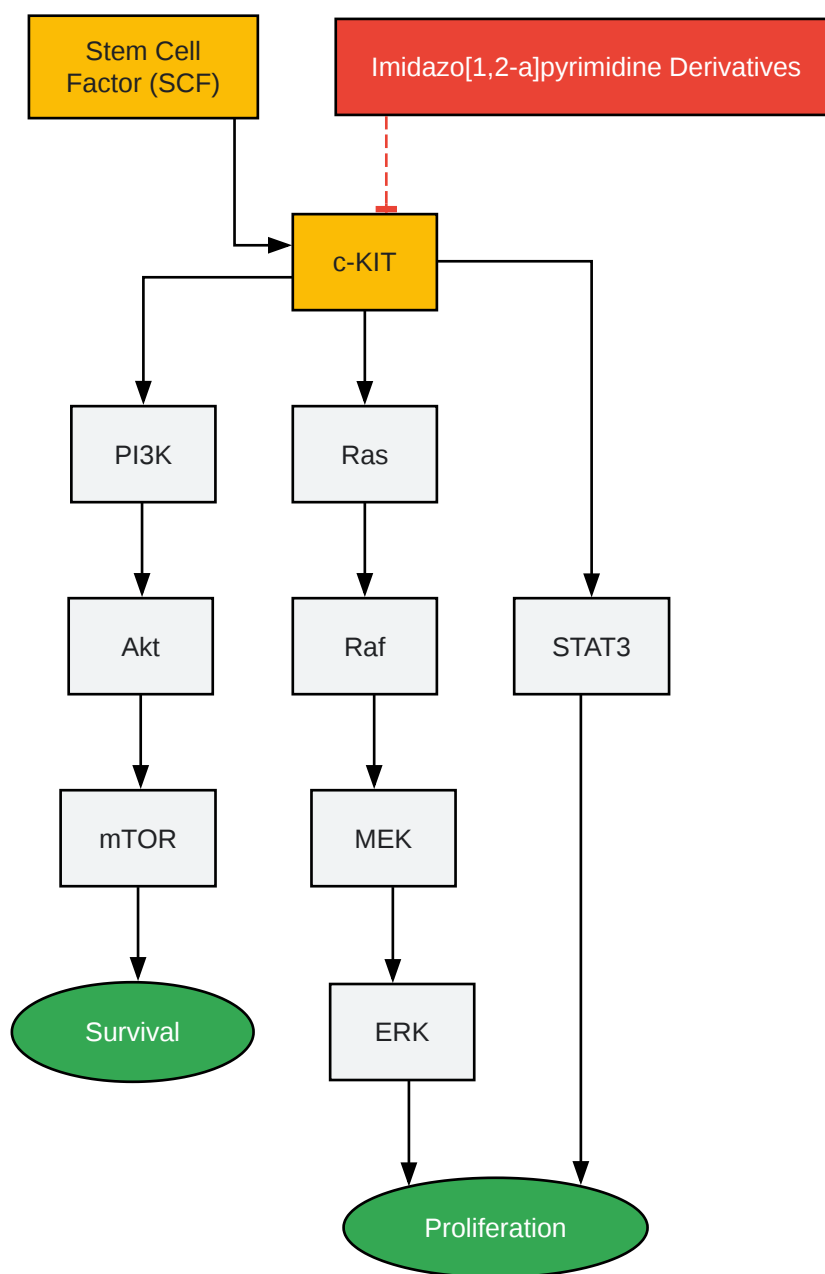 Stem Cell
Factor (SCF)
Imidazo[1,2-a]pyrimidine Derivatives
c-KIT
PI3K
Ras
Akt
Raf
STAT3
mTOR
MEK
Survival
ERK
Proliferation